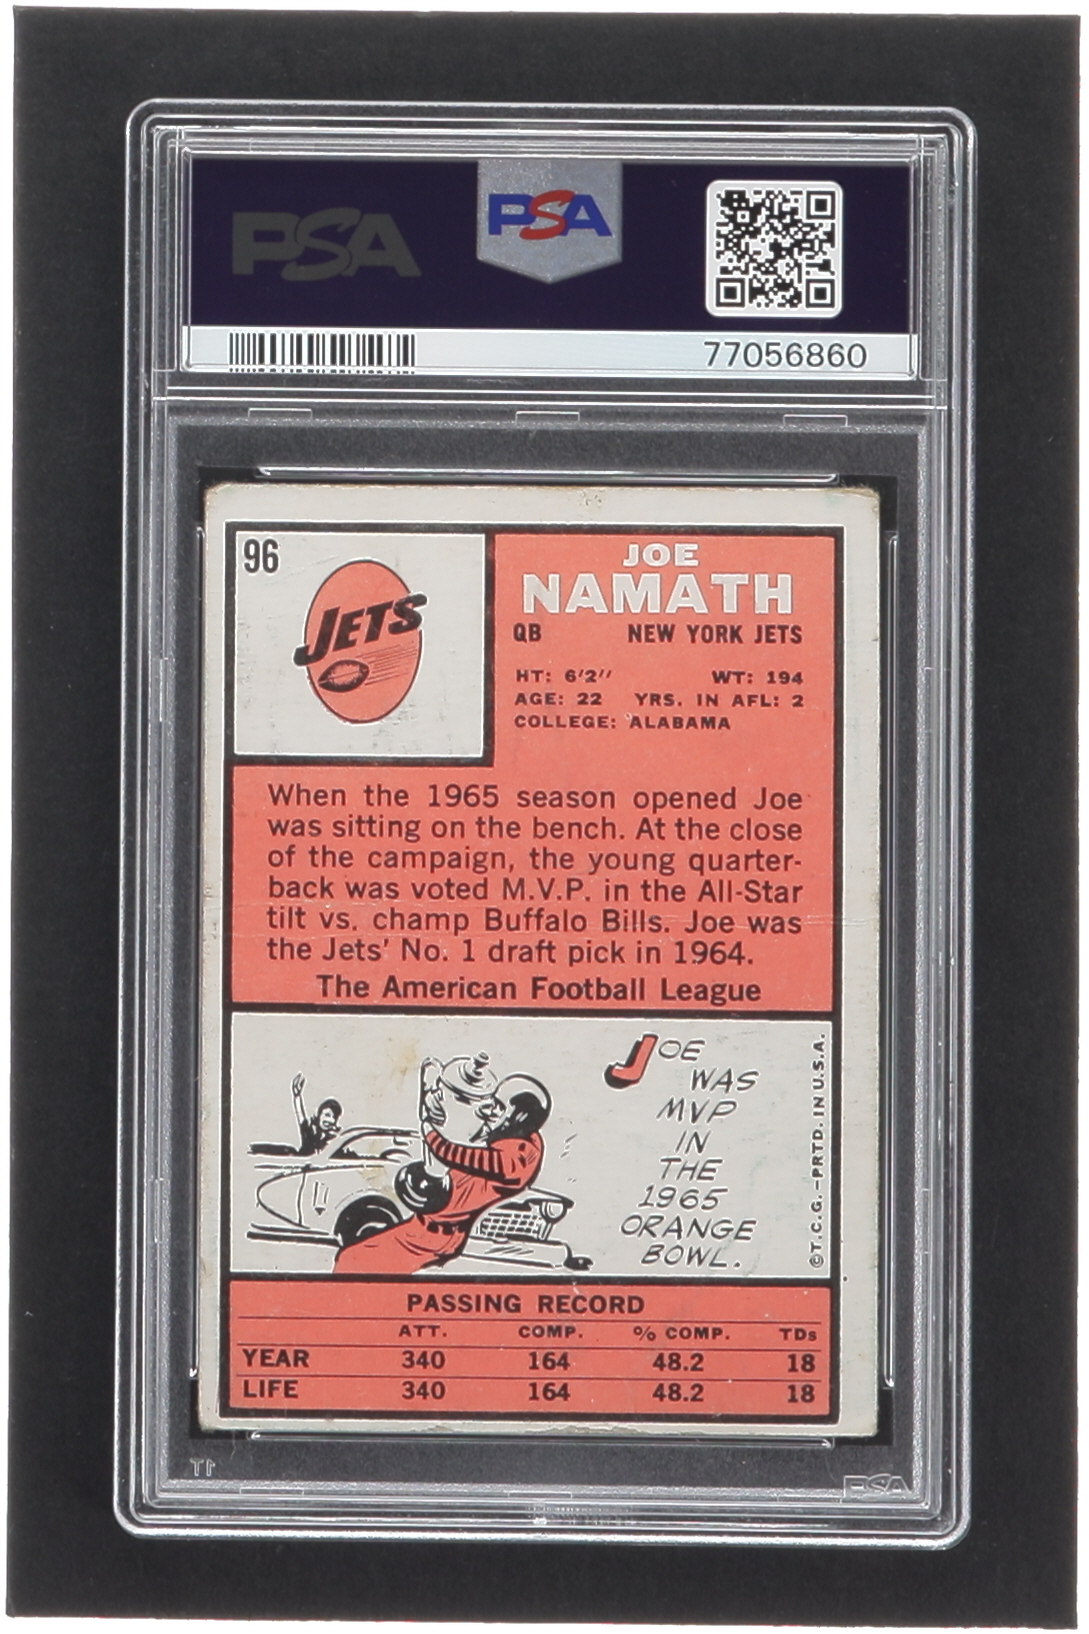 PSA
PSA
77056860
96
JETS
JOE
NAMATH
QB NEW YORK JETS
HT: 6'2" WT: 194
AGE: 22 YRS. IN AFL: 2
COLLEGE: ALABAMA
When the 1965 season opened Joe
was sitting on the bench. At the close
of the campaign, the young quarter-
back was voted M.V.P. in the All-Star
tilt vs. champ Buffalo Bills. Joe was
the Jets' No. 1 draft pick in 1964.
The American Football League
JOE
WAS
MVP
IN
THE
1965
ORANGE
BOWL.
©T.C.G.-PRTD. IN U.S.A.
PASSING RECORD
ATT. COMP. % COMP. TDs
YEAR 340 164 48.2 18
LIFE 340 164 48.2 18
PSA